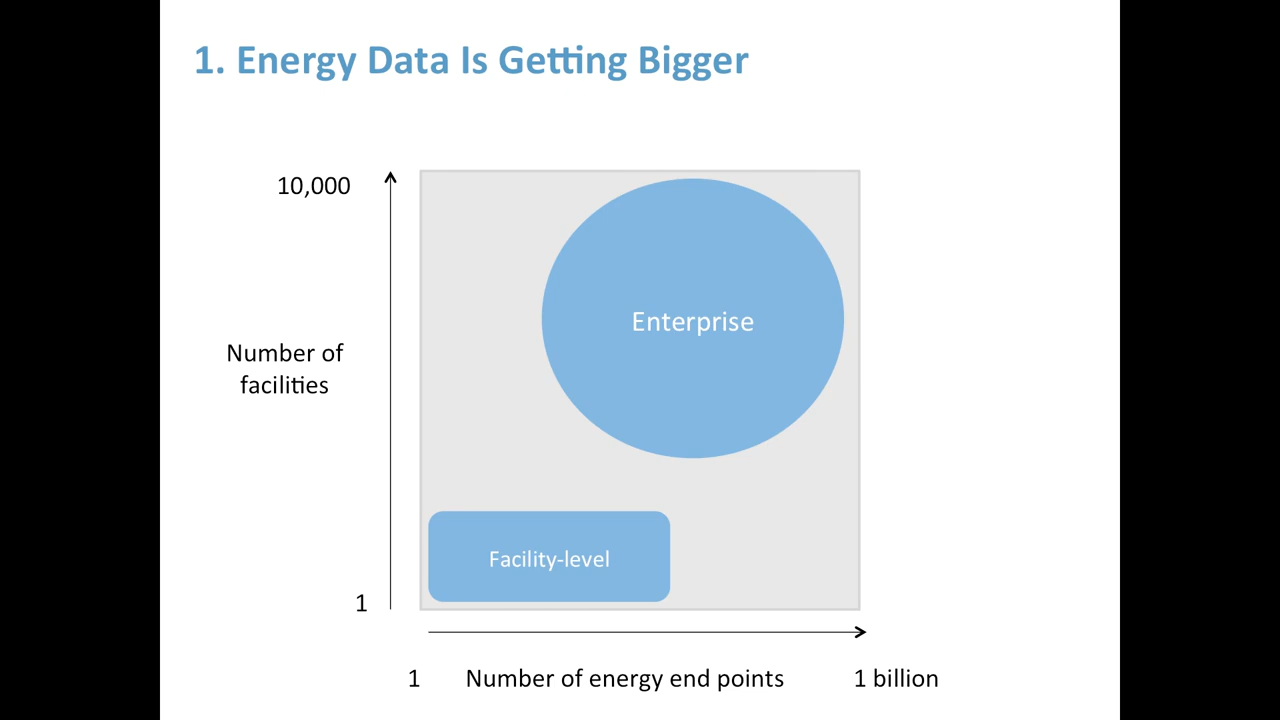 1. Energy Data Is Getting Bigger
10,000
Enterprise
Number of
facilities
Facility-level
1
1
Number of energy end points
1 billion